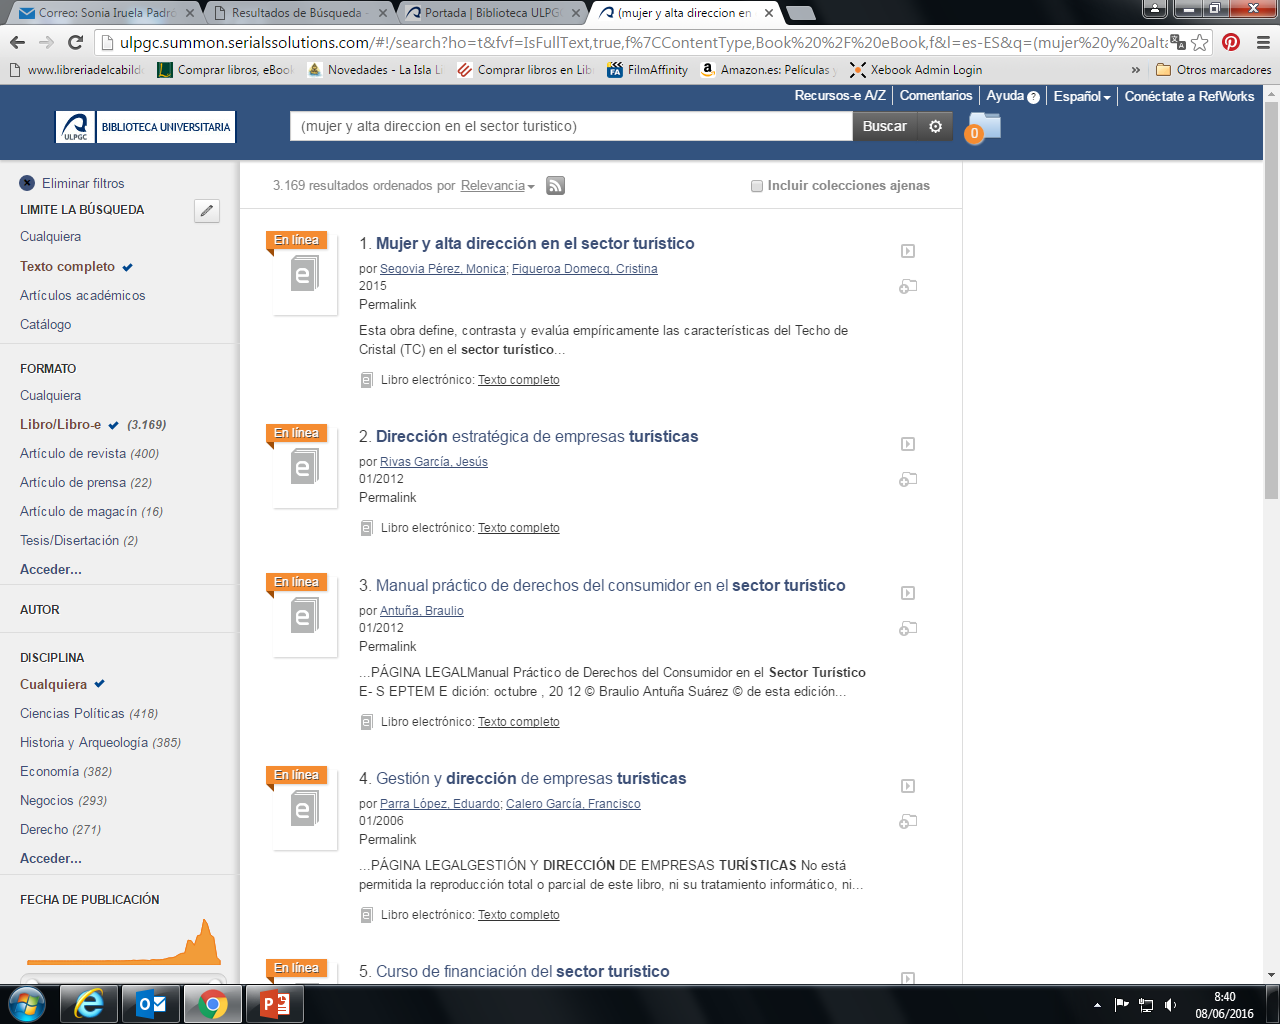 Correo: Sonia Iruela Padró
Resultados de Búsqueda
Portada | Biblioteca ULPGC
(mujer y alta direccion en
ulpgc.summon.serialssolutions.com/#!/search?ho=t&fvf=IsFullText,true,f%7CContentType,Book%20%2F%20eBook,f&l=es-ES&q=(mujer%20y%20alta
www.libreriadelcabildo
Comprar libros, eBook
Novedades - La Isla Li
Comprar libros en Lib
FilmAffinity
Amazon.es: Películas y
Xebook Admin Login
»
Otros marcadores
Recursos-e A/Z
Comentarios
Ayuda ?
Español
Conéctate a RefWorks
ULPGC
BIBLIOTECA UNIVERSITARIA
(mujer y alta direccion en el sector turistico)
Buscar
0
Eliminar filtros
LIMITE LA BÚSQUEDA
Cualquiera
Texto completo
Artículos académicos
Catálogo
FORMATO
Cualquiera
Libro/Libro-e (3.169)
Artículo de revista (400)
Artículo de prensa (22)
Artículo de magacín (16)
Tesis/Disertación (2)
Acceder...
AUTOR
DISCIPLINA
Cualquiera
Ciencias Políticas (418)
Historia y Arqueología (385)
Economía (382)
Negocios (293)
Derecho (271)
Acceder...
FECHA DE PUBLICACIÓN
3.169 resultados ordenados por Relevancia
Incluir colecciones ajenas
En línea
1. Mujer y alta dirección en el sector turístico
por Segovia Pérez, Monica; Figueroa Domecq, Cristina
2015
Permalink
Esta obra define, contrasta y evalúa empíricamente las características del Techo de
Cristal (TC) en el sector turístico...
Libro electrónico: Texto completo
En línea
2. Dirección estratégica de empresas turísticas
por Rivas García, Jesús
01/2012
Permalink
Libro electrónico: Texto completo
En línea
3. Manual práctico de derechos del consumidor en el sector turístico
por Antuña, Braulio
01/2012
Permalink
...PÁGINA LEGALManual Práctico de Derechos del Consumidor en el Sector Turístico
E- S EPTEM E dición: octubre , 20 12 © Braulio Antuña Suárez © de esta edición...
Libro electrónico: Texto completo
En línea
4. Gestión y dirección de empresas turísticas
por Parra López, Eduardo; Calero García, Francisco
01/2006
Permalink
...PÁGINA LEGALGESTIÓN Y DIRECCIÓN DE EMPRESAS TURÍSTICAS No está
permitida la reproducción total o parcial de este libro, ni su tratamiento informático, ni...
Libro electrónico: Texto completo
En línea
5. Curso de financiación del sector turístico
8:40
08/06/2016